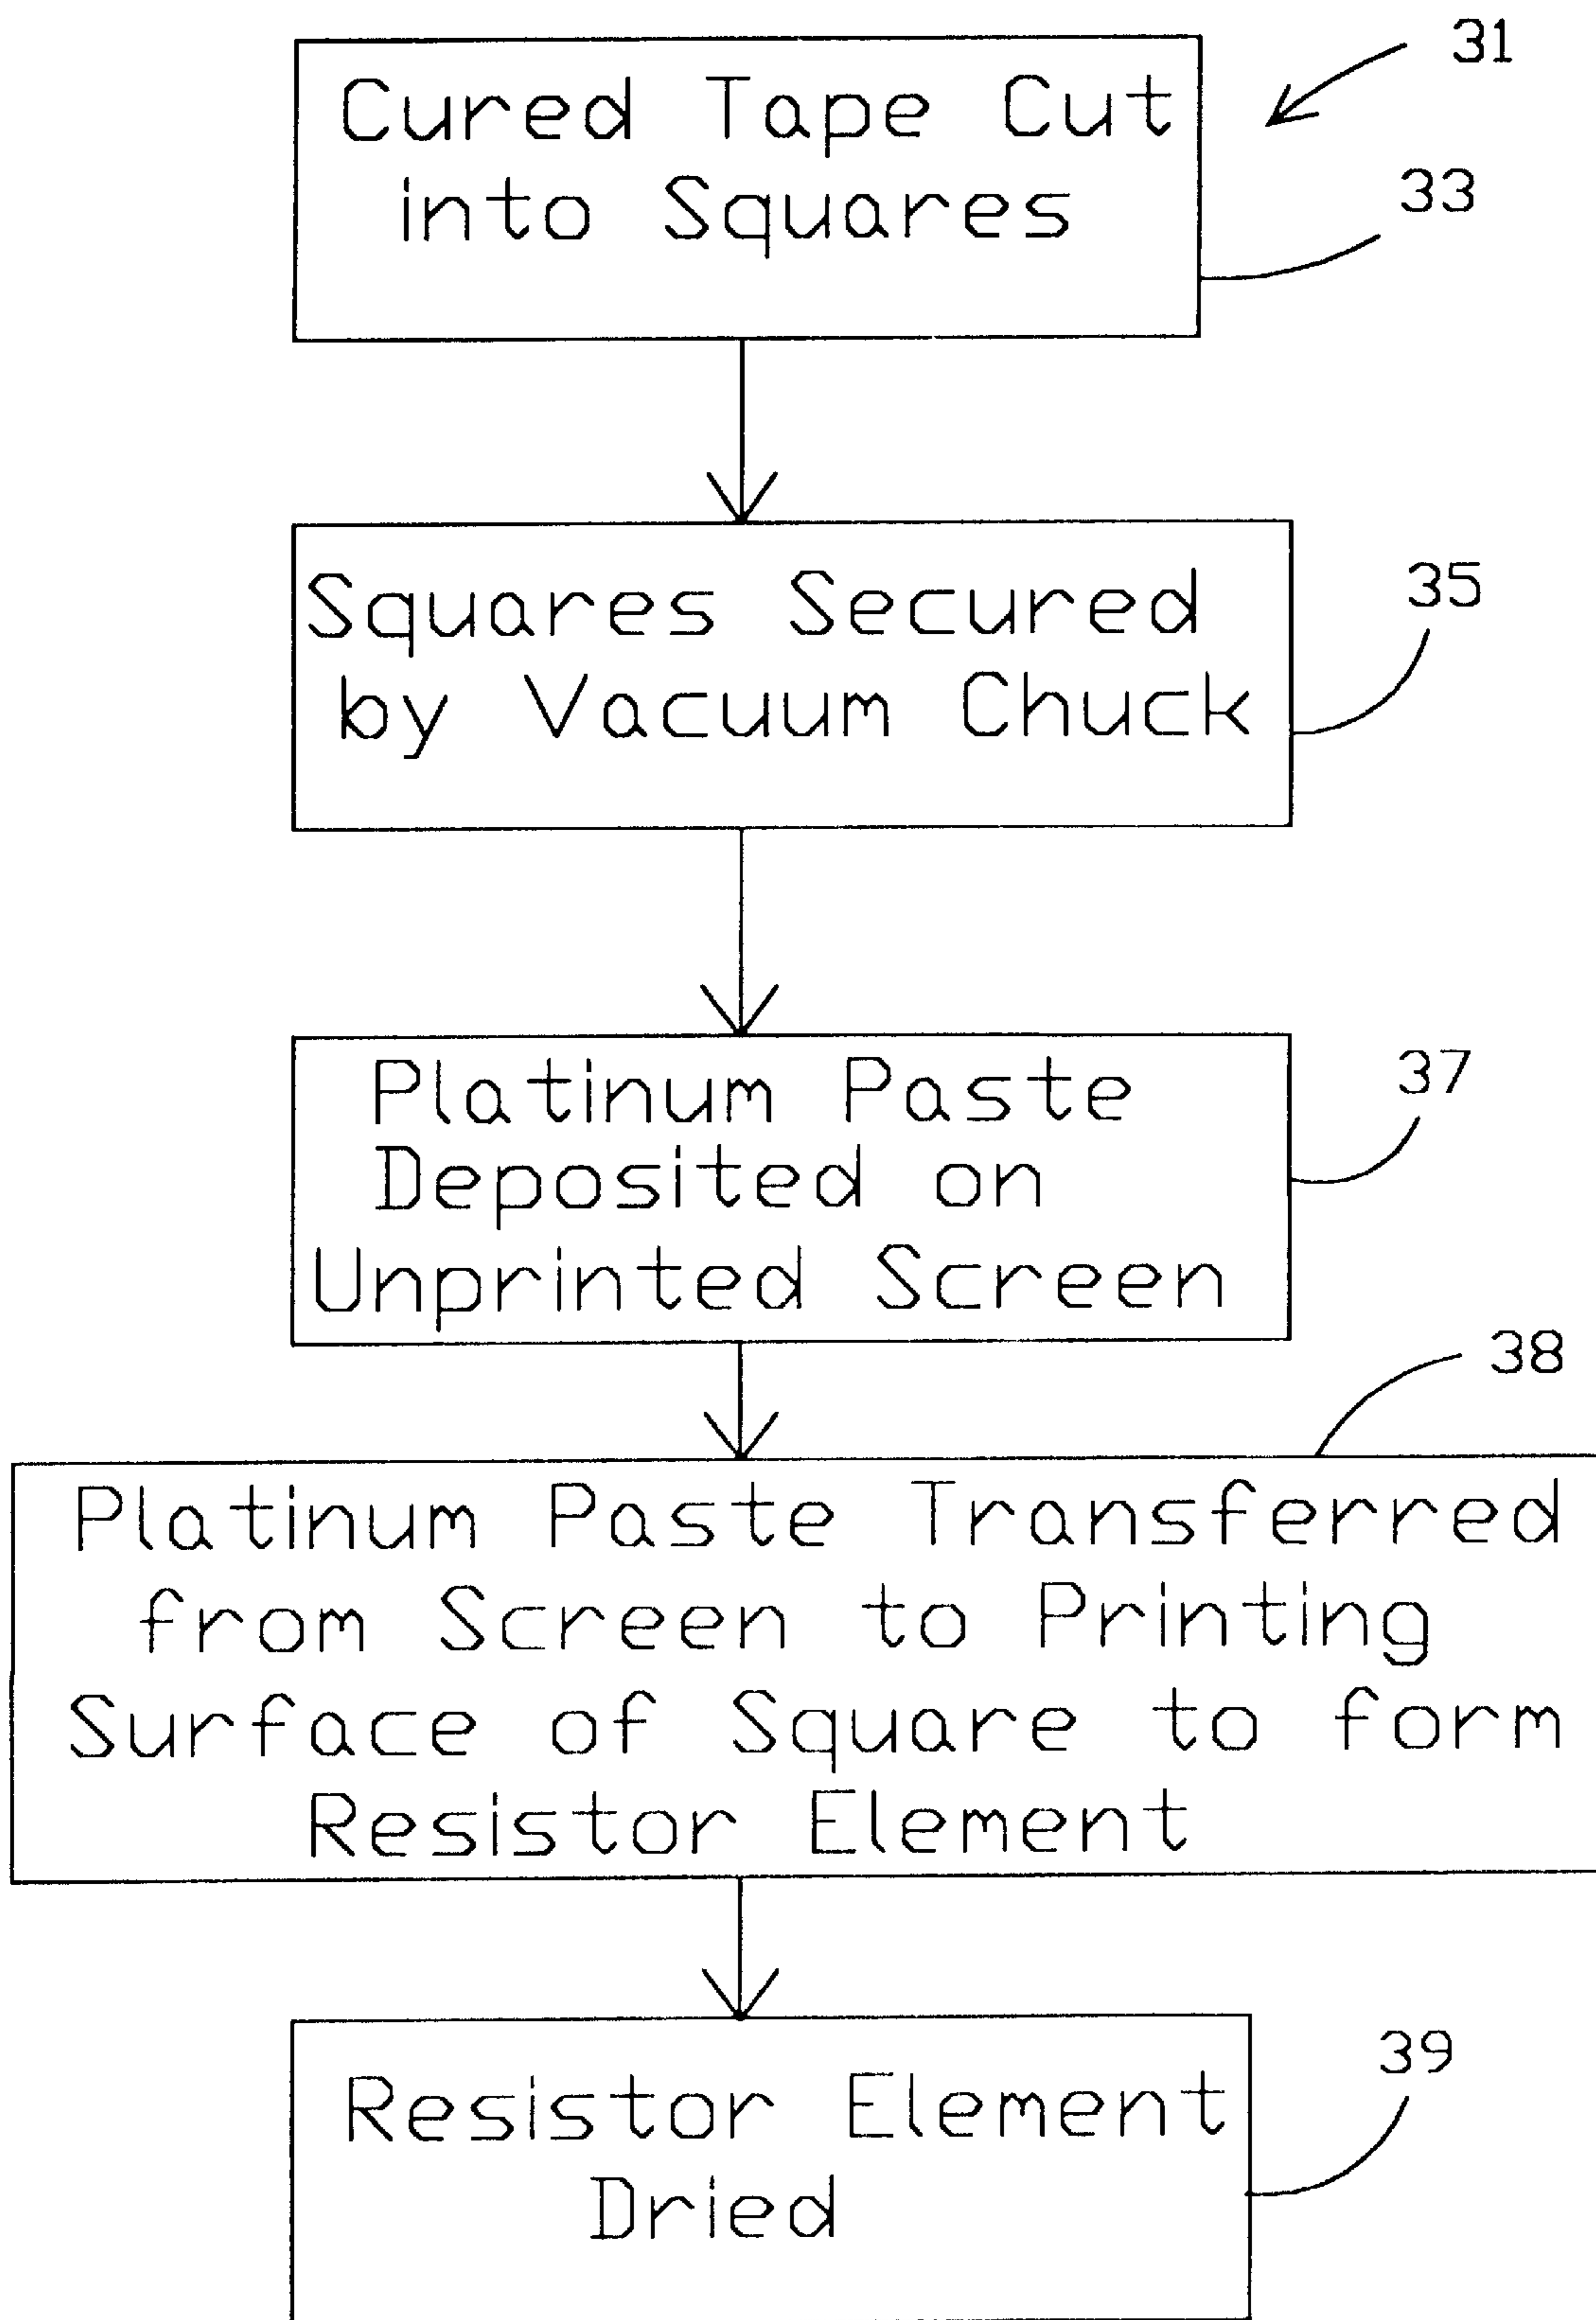 31
Cured Tape Cut
into Squares
33
Squares Secured
by Vacuum Chuck
35
Platinum Paste
Deposited on
Unprinted Screen
37
38
Platinum Paste Transferred
from Screen to Printing
Surface of Square to form
Resistor Element
Resistor Element
Dried
39